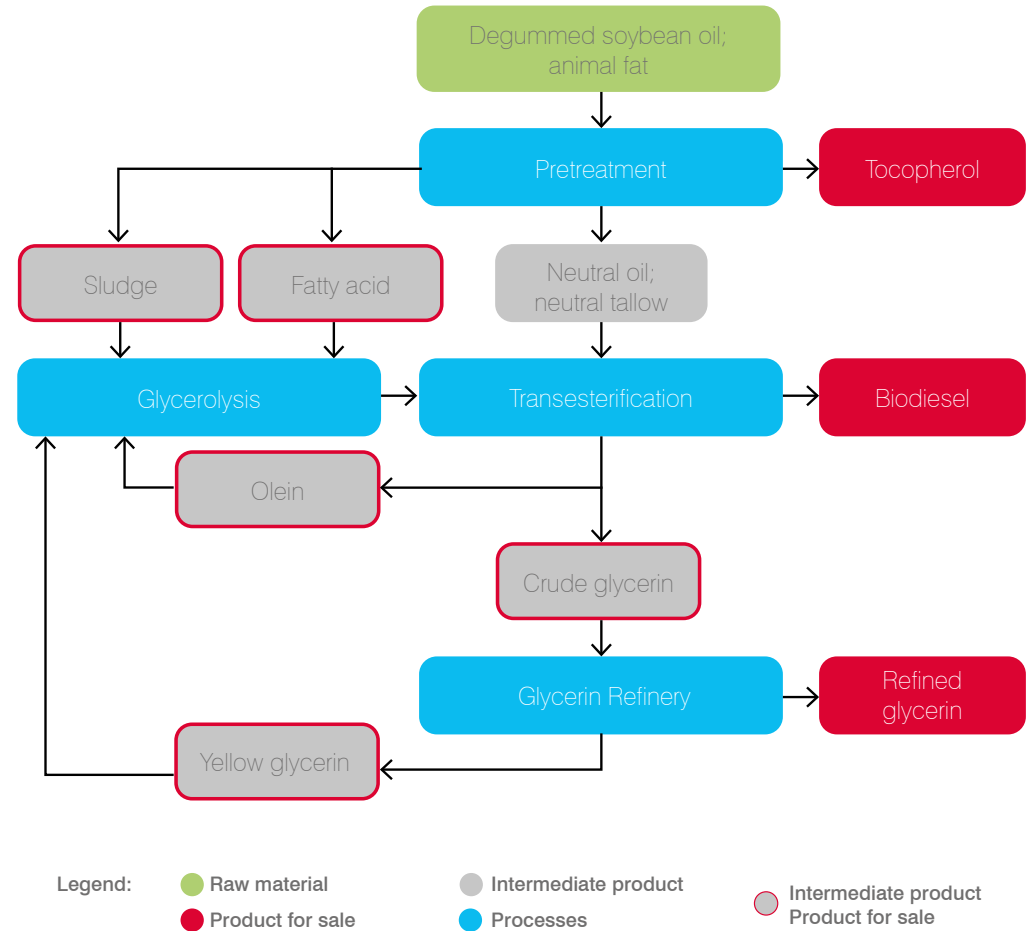 Degummed soybean oil;
animal fat
Pretreatment
Tocopherol
Sludge
Fatty acid
Neutral oil;
neutral tallow
Glycerolysis
Transesterification
Biodiesel
Olein
Crude glycerin
Glycerin Refinery
Refined
glycerin
Yellow glycerin
Legend:
Raw material
Intermediate product
Intermediate product
Product for sale
Product for sale
Processes